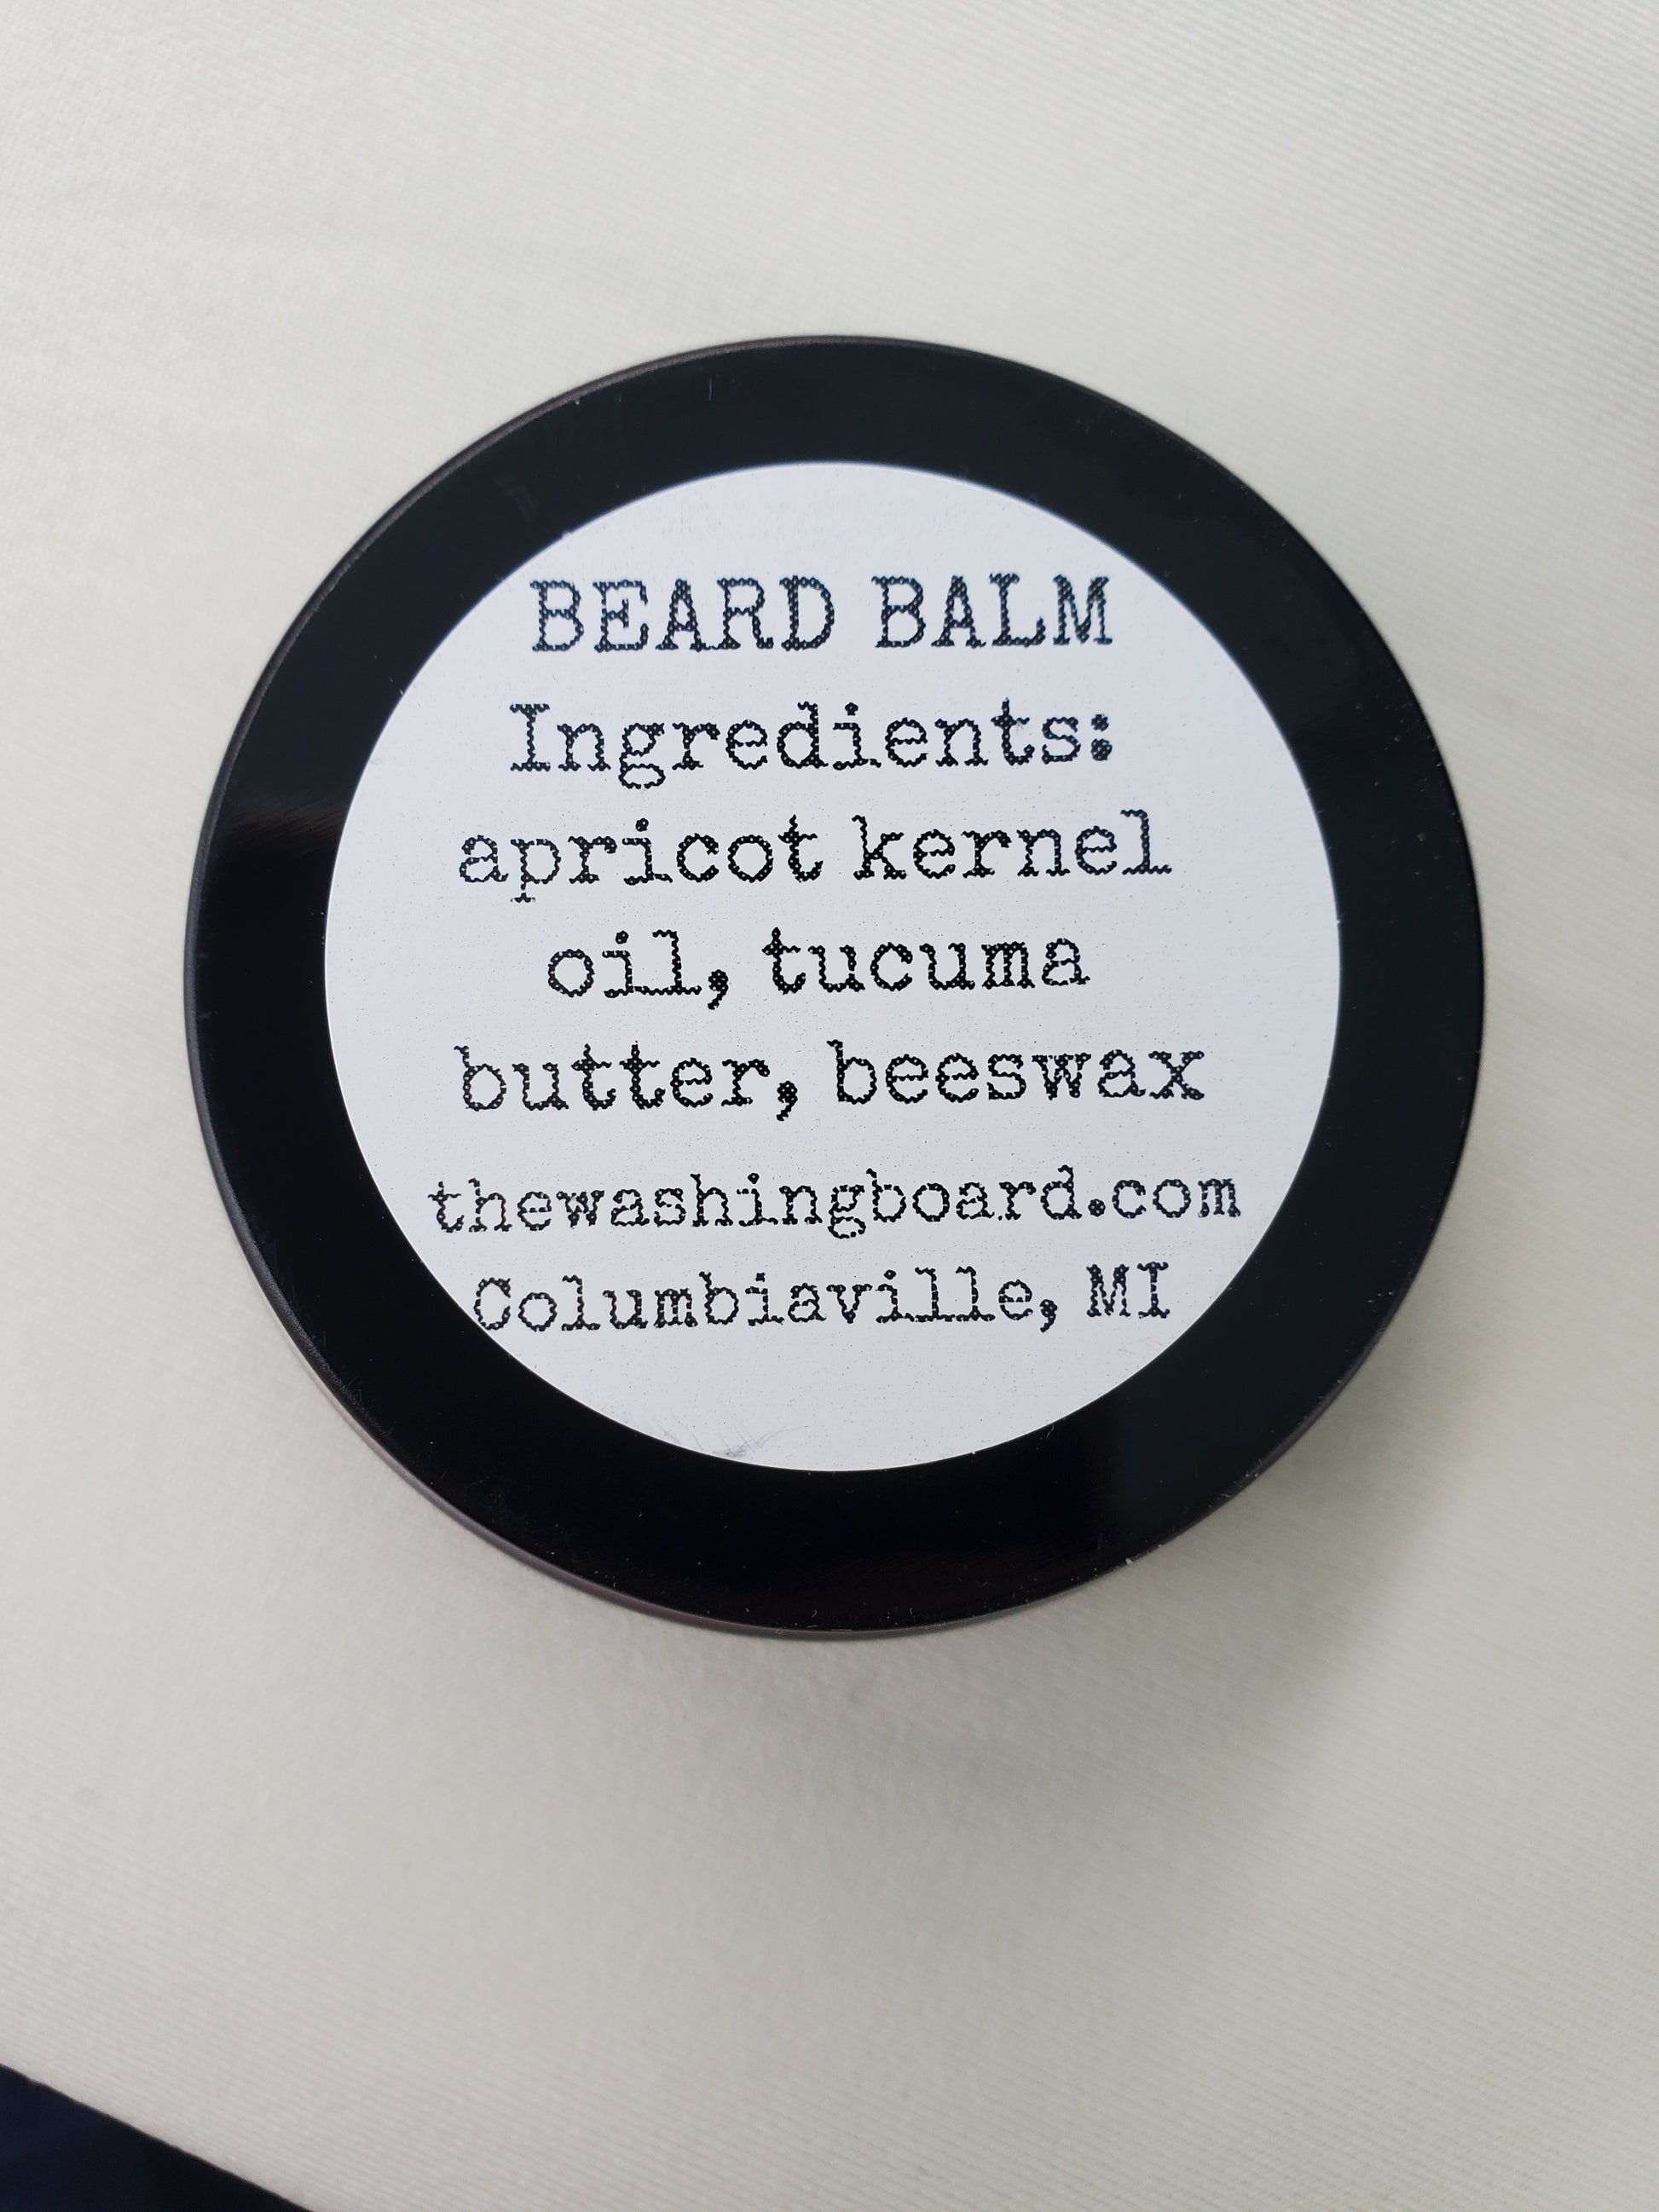 BEARD BALM
Ingredients:
apricot kernel
oil, tucuma
butter, beeswax
thewashingboard.com
Columbiaville, MI